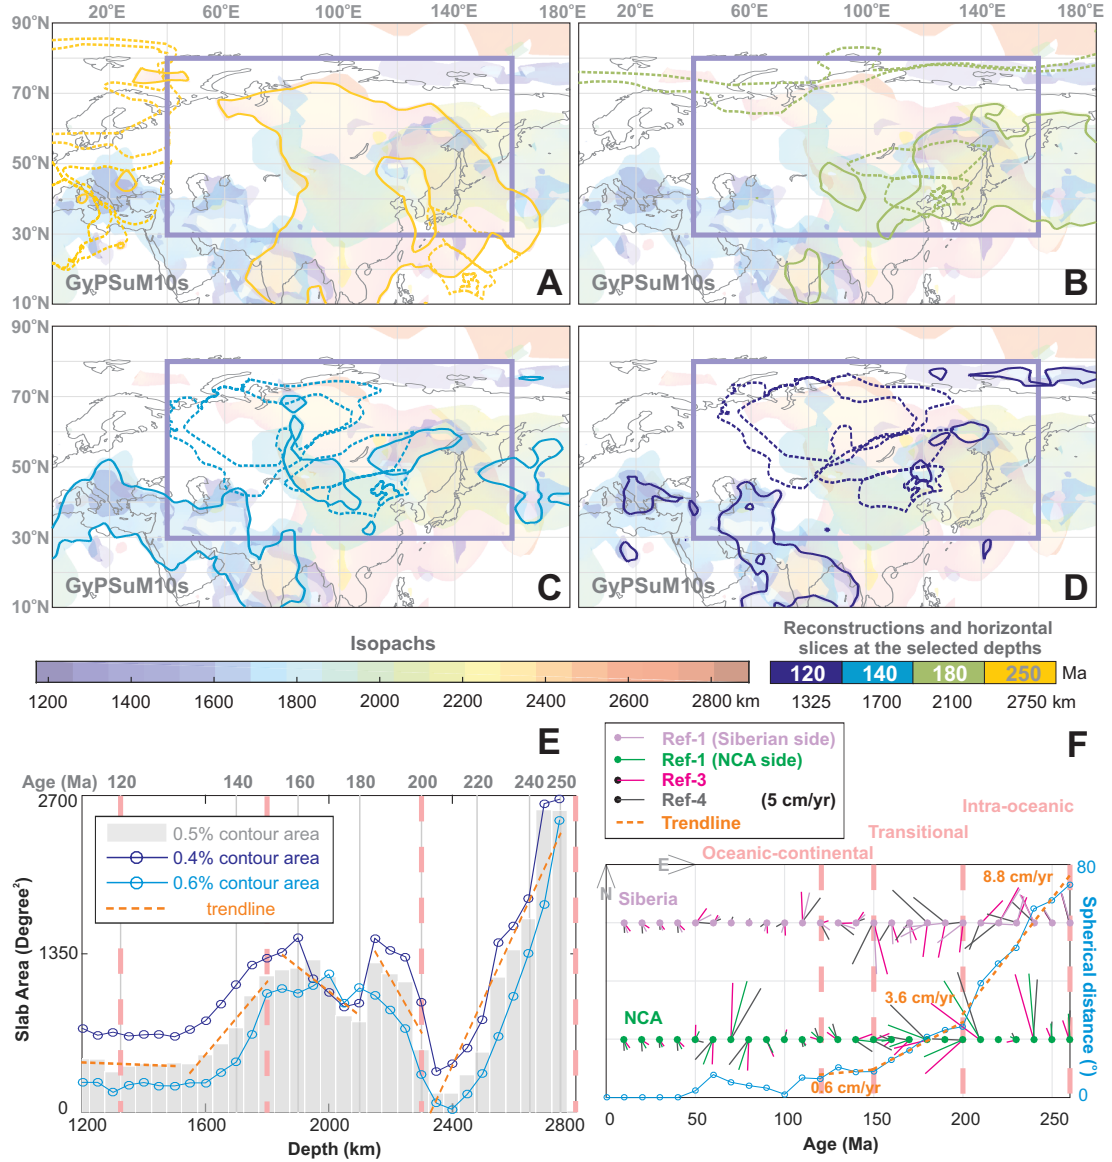 20°E 60°E 100°E 140°E 180°E 20°E 60°E 100°E 140°E 180°E
90°N
70°N
50°N
30°N
10°N
GyPSuM10s A
GyPSuM10s B
90°N
70°N
50°N
30°N
10°N
GyPSuM10s C
GyPSuM10s D
Isopachs
1200 1400 1600 1800 2000 2200 2400 2600 2800 km
Reconstructions and horizontal
slices at the selected depths
120 140 180 250 Ma
1325 1700 2100 2750 km
E
Age (Ma) 120 140 160 180 200 220 240 250
2700
1350
0
Slab Area (Degree²)
0.5% contour area
0.4% contour area
0.6% contour area
trendline
1200 1600 2000 2400 2800
Depth (km)
F
Ref-1 (Siberian side)
Ref-1 (NCA side)
Ref-3
Ref-4 (5 cm/yr)
Trendline
Intra-oceanic
Transitional
Oceanic-continental
E
N
Siberia
NCA
8.8 cm/yr
3.6 cm/yr
0.6 cm/yr
80
40
0
Spherical distance (°)
0 50 100 150 200 250
Age (Ma)